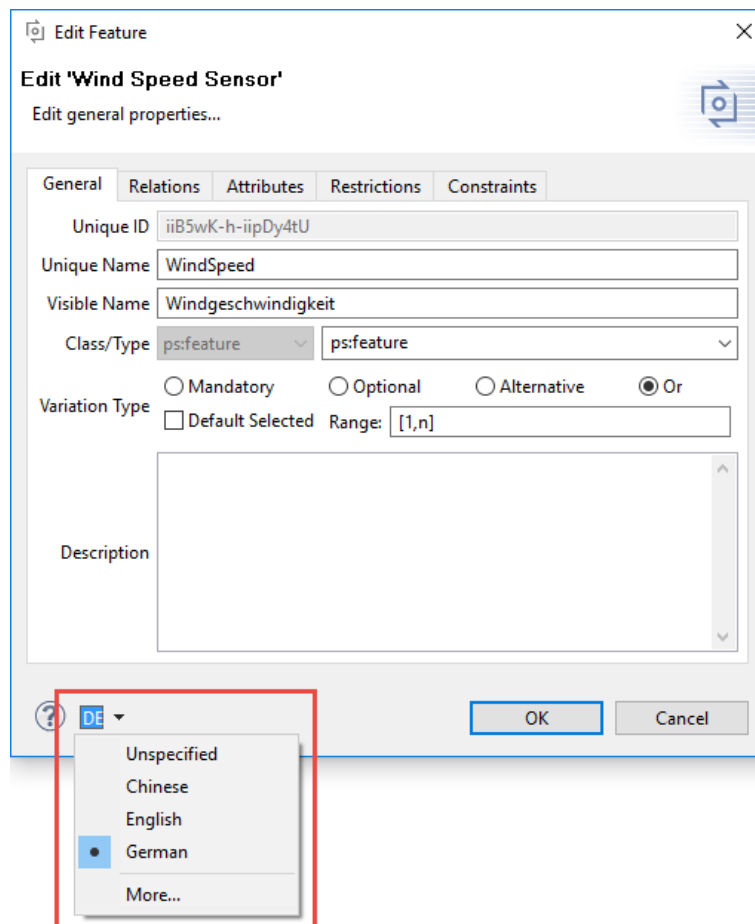 Edit Feature
Edit 'Wind Speed Sensor'
Edit general properties...
General Relations Attributes Restrictions Constraints
Unique ID iiB5wK-h-iipDy4tU
Unique Name WindSpeed
Visible Name Windgeschwindigkeit
Class/Type ps:feature ps:feature
Variation Type Mandatory Optional Alternative Or
Default Selected Range: [1,n]
Description
? DE OK Cancel
Unspecified
Chinese
English
German
More...